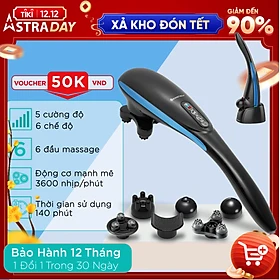 TIKI 12.12
ASTRADAY
XẢ KHO ĐÓN TẾT
GIẢM ĐẾN
90%
VOUCHER 50K VND
5 cường độ
6 chế độ
6 đầu massage
Động cơ mạnh mẽ
3600 nhịp/phút
Thời gian sử dụng
140 phút
Bảo Hành 12 Tháng
1 Đổi 1 Trong 30 Ngày